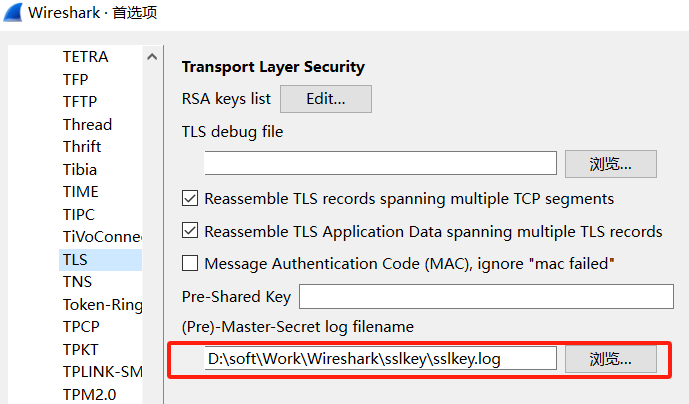 Wireshark · 首选项
TETRA
TFP
TFTP
Thread
Thrift
Tibia
TIME
TIPC
TiVoConnec
TLS
TNS
Token-Ring
TPCP
TPKT
TPLINK-SM
TPM2.0
Transport Layer Security
RSA keys list Edit...
TLS debug file
浏览...
Reassemble TLS records spanning multiple TCP segments
Reassemble TLS Application Data spanning multiple TLS records
Message Authentication Code (MAC), ignore "mac failed"
Pre-Shared Key
(Pre)-Master-Secret log filename
D:\soft\Work\Wireshark\sslkey\sslkey.log 浏览...